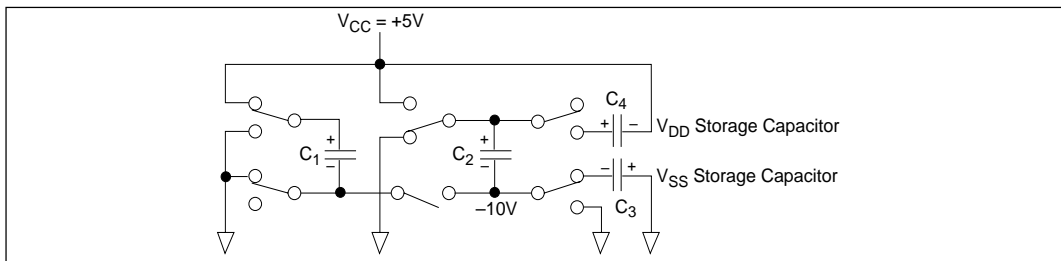 V_CC = +5V
C_4
+ –
V_DD Storage Capacitor
+
C_1
–
+
C_2
–
– +
V_SS Storage Capacitor
–10V
C_3